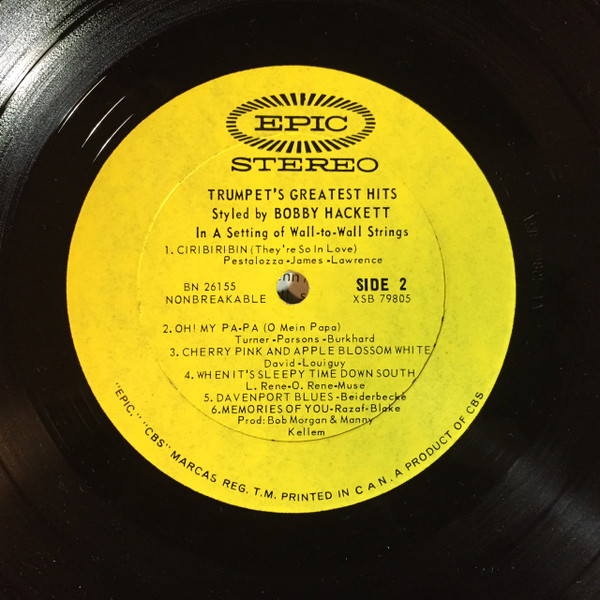 EPIC
STEREO
TRUMPET'S GREATEST HITS
Styled by BOBBY HACKETT
In A Setting of Wall-to-Wall Strings
1. CIRIBIRIBIN (They're So In Love)
Pestalozza-James-Lawrence
BN 26155
NONBREAKABLE
SIDE 2
XSB 79805
2. OH! MY PA-PA (O Mein Papa)
Turner-Parsons-Burkhard
3. CHERRY PINK AND APPLE BLOSSOM WHITE
David-Louiguy
4. WHEN IT'S SLEEPY TIME DOWN SOUTH
L. Rene-O. Rene-Muse
5. DAVENPORT BLUES-Beiderbecke
6. MEMORIES OF YOU-Razaf-Blake
Prod: Bob Morgan & Manny
Kellem
"EPIC," "CBS" MARCAS REG. T.M. PRINTED IN CAN. A PRODUCT OF CBS